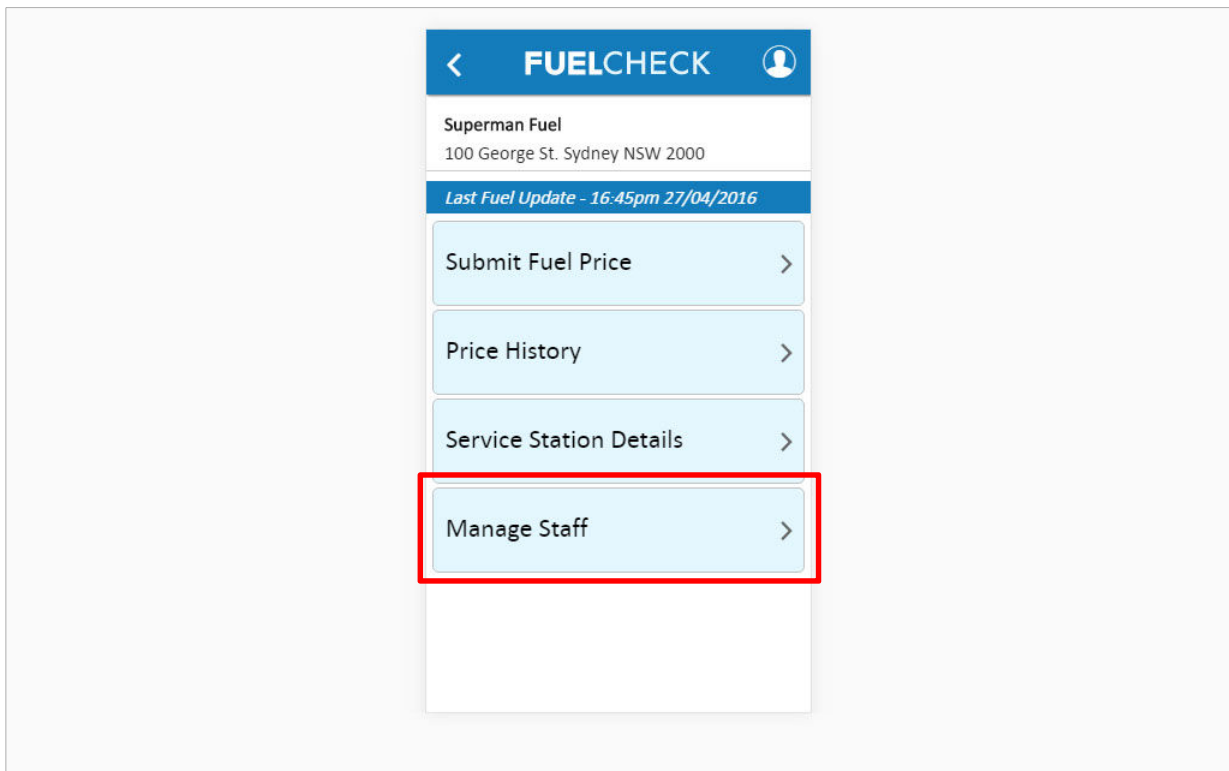 FUELCHECK
Superman Fuel
100 George St. Sydney NSW 2000
Last Fuel Update - 16:45pm 27/04/2016
Submit Fuel Price
Price History
Service Station Details
Manage Staff